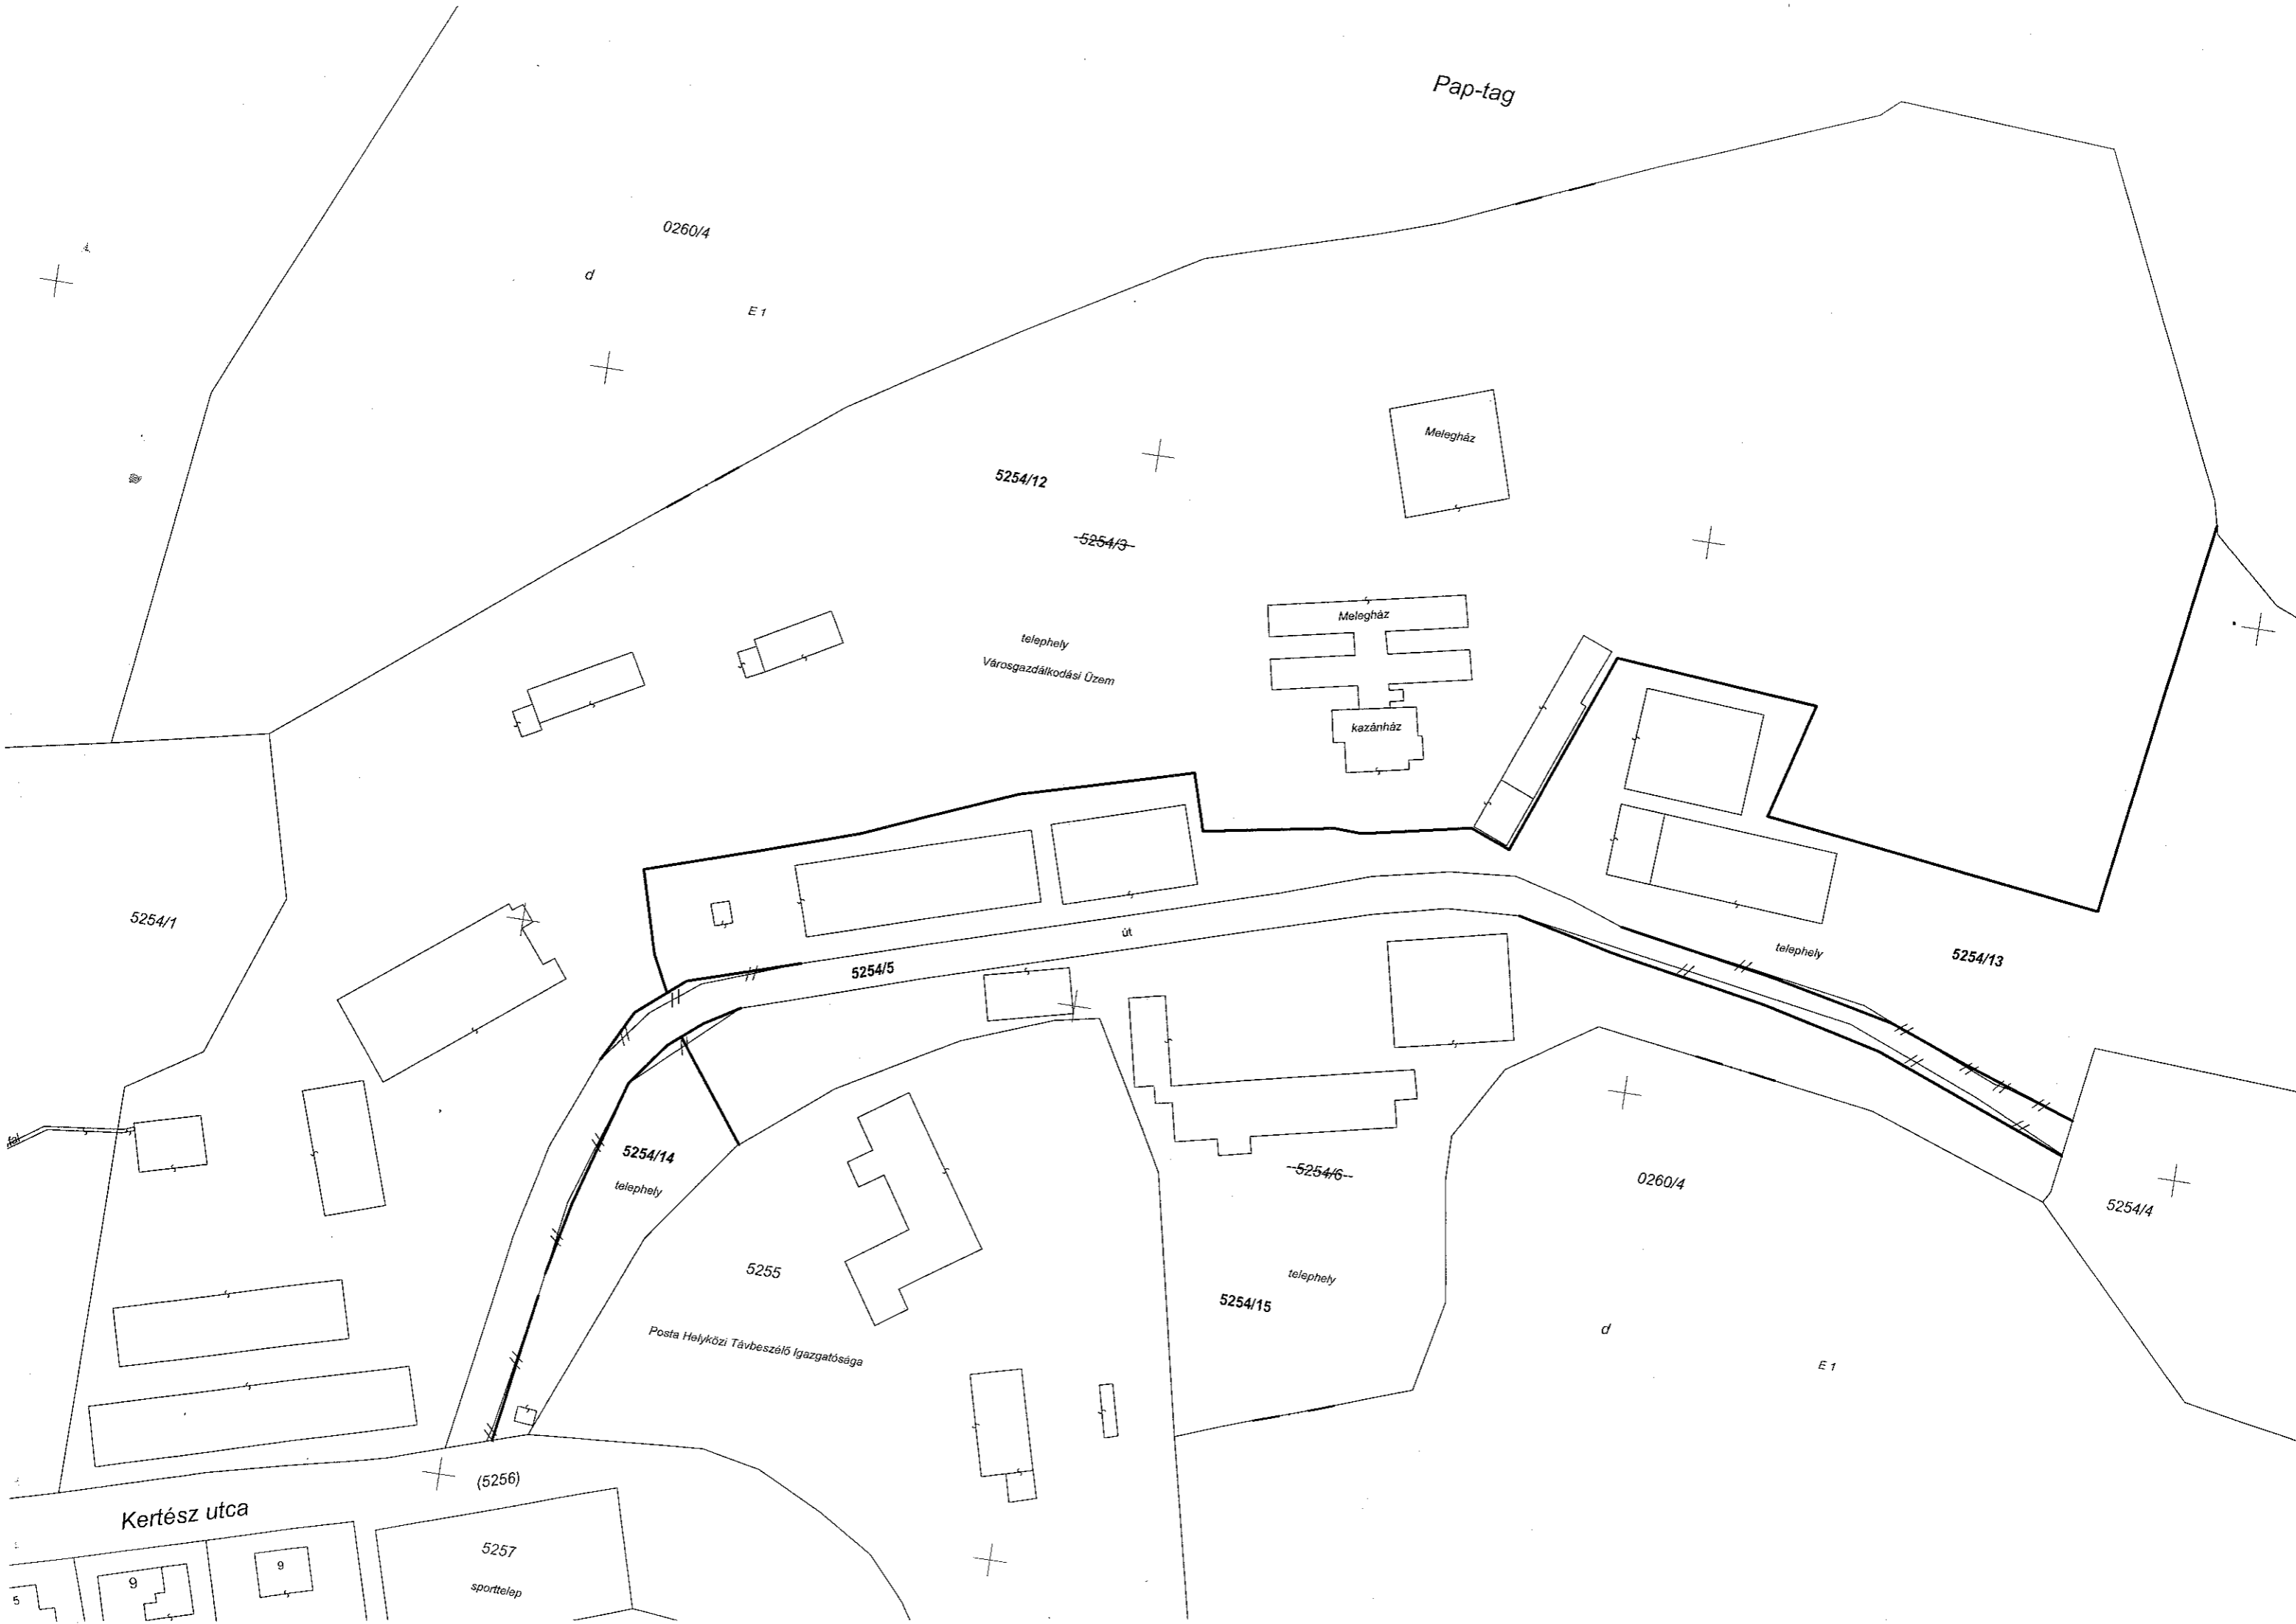 Pap-tag
0260/4
d
E 1
Melegház
5254/12
5254/3
telephely
Városgazdálkodási Üzem
Melegház
kazánház
5254/1
út
5254/5
telephely
5254/13
fal
5254/14
telephely
5254/6
0260/4
5254/4
5255
telephely
5254/15
Posta Helyközi Távbeszélő Igazgatósága
d
E 1
(5256)
Kertész utca
5257
sporttelep
9
9
5